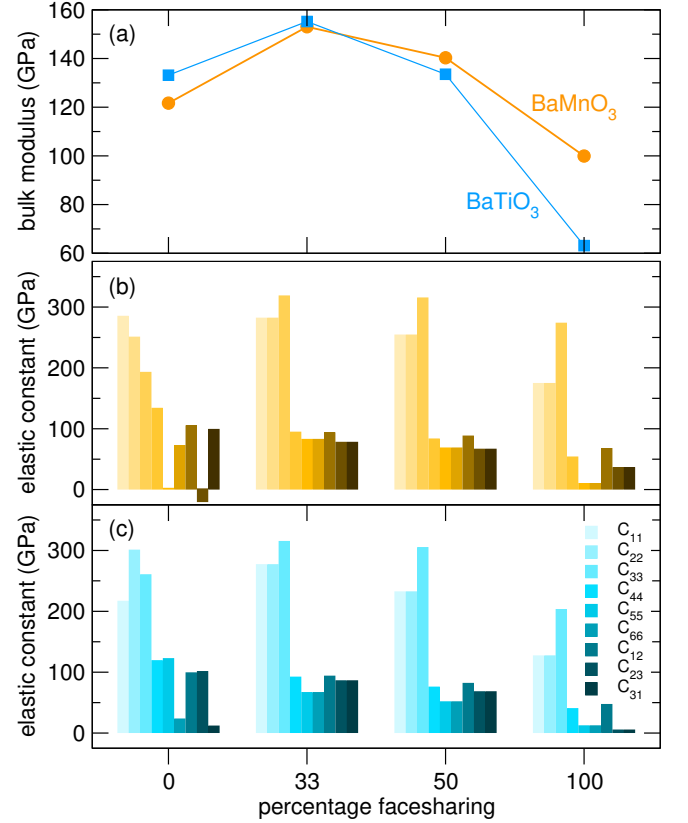 160
(a)
140
120
100
80
60
bulk modulus (GPa)
BaMnO₃
BaTiO₃
(b)
300
200
100
0
elastic constant (GPa)
(c)
300
200
100
0
elastic constant (GPa)
C₁₁
C₂₂
C₃₃
C₄₄
C₅₅
C₆₆
C₁₂
C₂₃
C₃₁
0 33 50 100
percentage facesharing